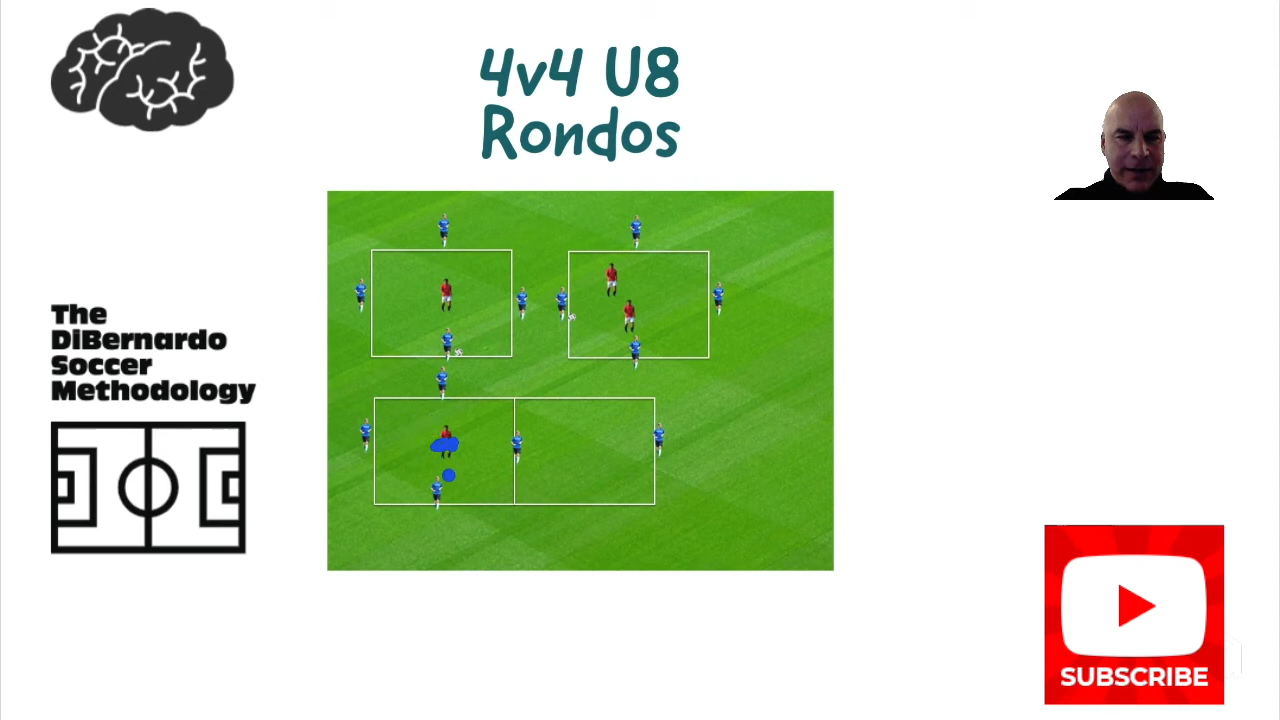 4v4 U8
Rondos
The
DiBernardo
Soccer
Methodology
SUBSCRIBE